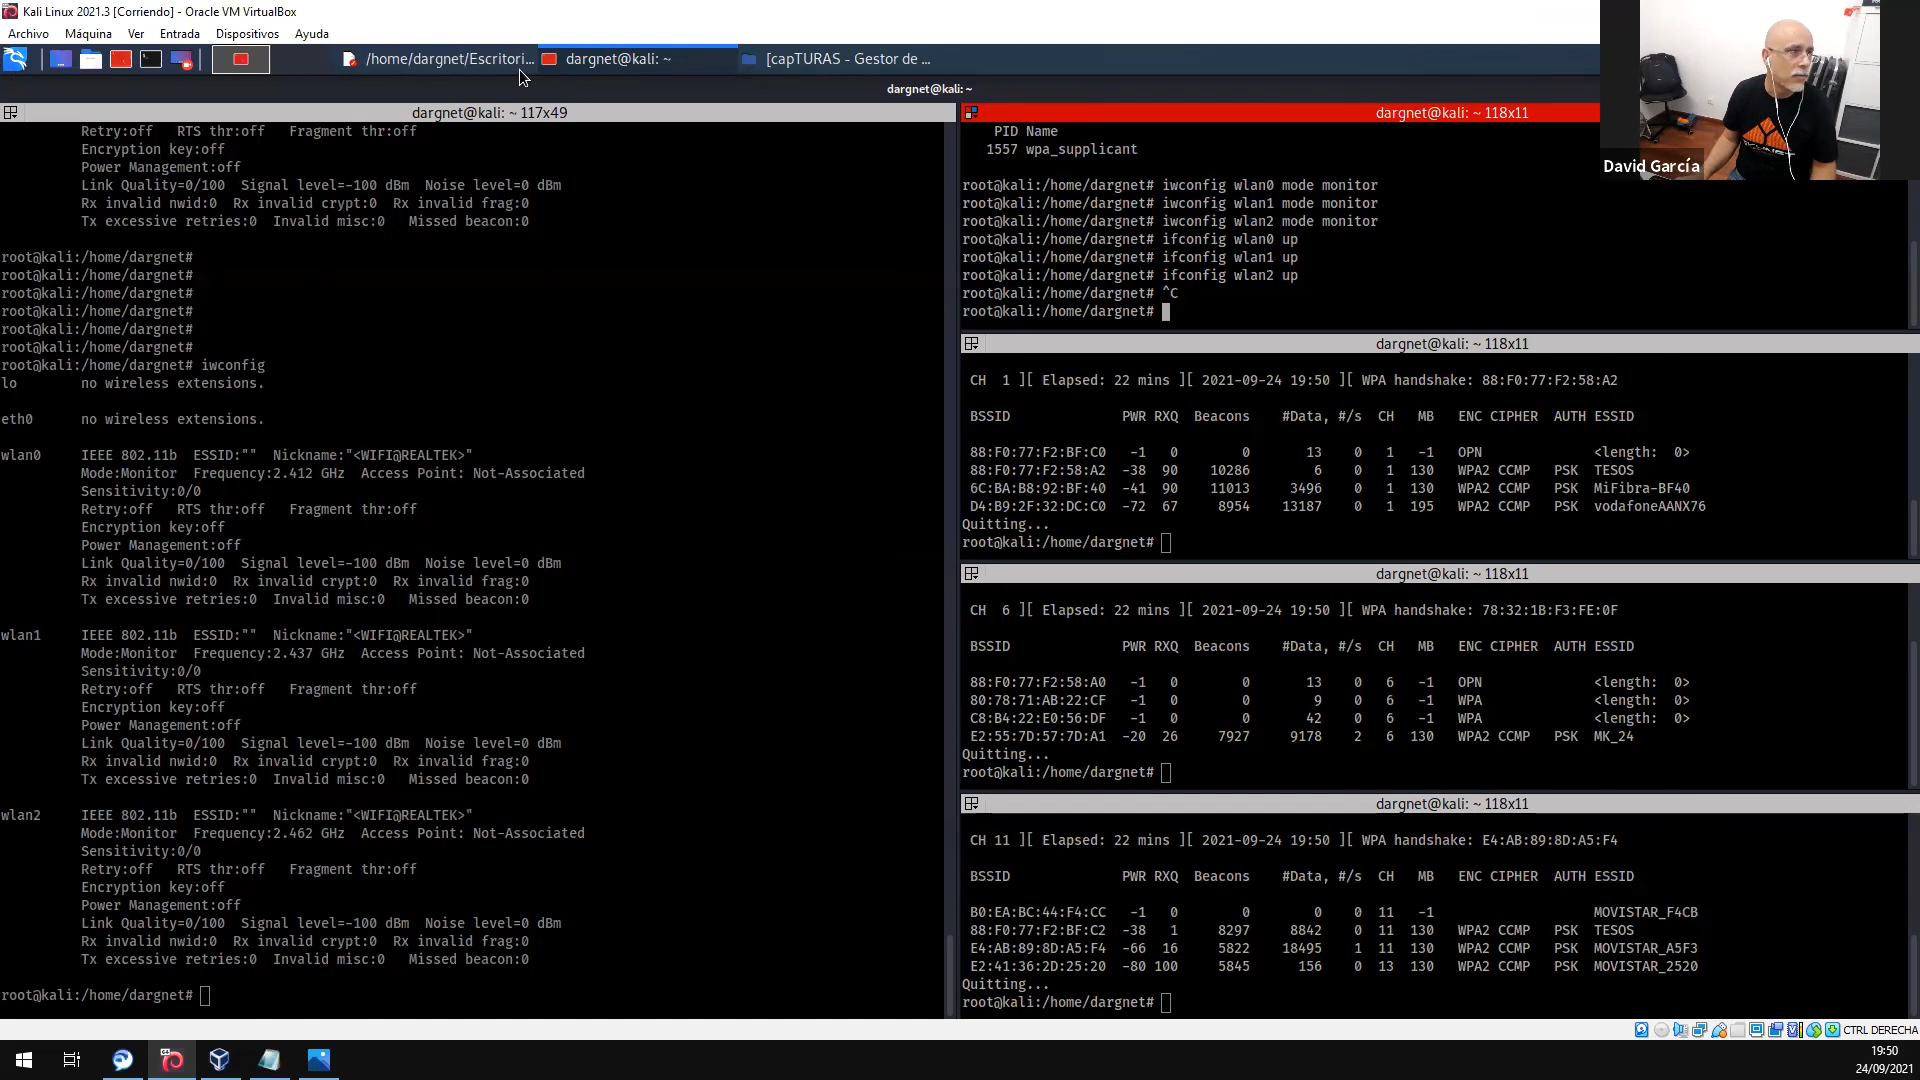 Kali Linux 2021.3 [Corriendo] - Oracle VM VirtualBox
Archivo Máquina Ver Entrada Dispositivos Ayuda
/home/dargnet/Escritori... dargnet@kali: ~ [capTURAS - Gestor de ...
dargnet@kali: ~
dargnet@kali: ~ 117x49
Retry:off RTS thr:off Fragment thr:off
Encryption key:off
Power Management:off
Link Quality=0/100 Signal level=-100 dBm Noise level=0 dBm
Rx invalid nwid:0 Rx invalid crypt:0 Rx invalid frag:0
Tx excessive retries:0 Invalid misc:0 Missed beacon:0
root@kali:/home/dargnet#
root@kali:/home/dargnet#
root@kali:/home/dargnet#
root@kali:/home/dargnet#
root@kali:/home/dargnet#
root@kali:/home/dargnet#
root@kali:/home/dargnet# iwconfig
lo no wireless extensions.
eth0 no wireless extensions.
wlan0 IEEE 802.11b ESSID:"" Nickname:"<WIFI@REALTEK>"
Mode:Monitor Frequency:2.412 GHz Access Point: Not-Associated
Sensitivity:0/0
Retry:off RTS thr:off Fragment thr:off
Encryption key:off
Power Management:off
Link Quality=0/100 Signal level=-100 dBm Noise level=0 dBm
Rx invalid nwid:0 Rx invalid crypt:0 Rx invalid frag:0
Tx excessive retries:0 Invalid misc:0 Missed beacon:0
wlan1 IEEE 802.11b ESSID:"" Nickname:"<WIFI@REALTEK>"
Mode:Monitor Frequency:2.437 GHz Access Point: Not-Associated
Sensitivity:0/0
Retry:off RTS thr:off Fragment thr:off
Encryption key:off
Power Management:off
Link Quality=0/100 Signal level=-100 dBm Noise level=0 dBm
Rx invalid nwid:0 Rx invalid crypt:0 Rx invalid frag:0
Tx excessive retries:0 Invalid misc:0 Missed beacon:0
wlan2 IEEE 802.11b ESSID:"" Nickname:"<WIFI@REALTEK>"
Mode:Monitor Frequency:2.462 GHz Access Point: Not-Associated
Sensitivity:0/0
Retry:off RTS thr:off Fragment thr:off
Encryption key:off
Power Management:off
Link Quality=0/100 Signal level=-100 dBm Noise level=0 dBm
Rx invalid nwid:0 Rx invalid crypt:0 Rx invalid frag:0
Tx excessive retries:0 Invalid misc:0 Missed beacon:0
root@kali:/home/dargnet#
dargnet@kali: ~ 118x11
PID Name
1557 wpa_supplicant
root@kali:/home/dargnet# iwconfig wlan0 mode monitor
root@kali:/home/dargnet# iwconfig wlan1 mode monitor
root@kali:/home/dargnet# iwconfig wlan2 mode monitor
root@kali:/home/dargnet# ifconfig wlan0 up
root@kali:/home/dargnet# ifconfig wlan1 up
root@kali:/home/dargnet# ifconfig wlan2 up
root@kali:/home/dargnet# ^C
root@kali:/home/dargnet#
dargnet@kali: ~ 118x11
CH 1 ][ Elapsed: 22 mins ][ 2021-09-24 19:50 ][ WPA handshake: 88:F0:77:F2:58:A2
BSSID PWR RXQ Beacons #Data, #/s CH MB ENC CIPHER AUTH ESSID
88:F0:77:F2:BF:C0 -1 0 0 13 0 1 -1 OPN <length: 0>
88:F0:77:F2:58:A2 -38 90 10286 6 0 1 130 WPA2 CCMP PSK TESOS
6C:BA:B8:92:BF:40 -41 90 11013 3496 0 1 130 WPA2 CCMP PSK MiFibra-BF40
D4:B9:2F:32:DC:C0 -72 67 8954 13187 0 1 195 WPA2 CCMP PSK vodafoneAANX76
Quitting...
root@kali:/home/dargnet#
dargnet@kali: ~ 118x11
CH 6 ][ Elapsed: 22 mins ][ 2021-09-24 19:50 ][ WPA handshake: 78:32:1B:F3:FE:0F
BSSID PWR RXQ Beacons #Data, #/s CH MB ENC CIPHER AUTH ESSID
88:F0:77:F2:58:A0 -1 0 0 13 0 6 -1 OPN <length: 0>
80:78:71:AB:22:CF -1 0 0 9 0 6 -1 WPA <length: 0>
C8:B4:22:E0:56:DF -1 0 0 42 0 6 -1 WPA <length: 0>
E2:55:7D:57:7D:A1 -20 26 7927 9178 2 6 130 WPA2 CCMP PSK MK_24
Quitting...
root@kali:/home/dargnet#
dargnet@kali: ~ 118x11
CH 11 ][ Elapsed: 22 mins ][ 2021-09-24 19:50 ][ WPA handshake: E4:AB:89:8D:A5:F4
BSSID PWR RXQ Beacons #Data, #/s CH MB ENC CIPHER AUTH ESSID
B0:EA:BC:44:F4:CC -1 0 0 0 0 11 -1 MOVISTAR_F4CB
88:F0:77:F2:BF:C2 -38 1 8297 8842 0 11 130 WPA2 CCMP PSK TESOS
E4:AB:89:8D:A5:F4 -66 16 5822 18495 1 11 130 WPA2 CCMP PSK MOVISTAR_A5F3
E2:41:36:2D:25:20 -80 100 5845 156 0 13 130 WPA2 CCMP PSK MOVISTAR_2520
Quitting...
root@kali:/home/dargnet#
David García
CTRL DERECHA
19:50
24/09/2021